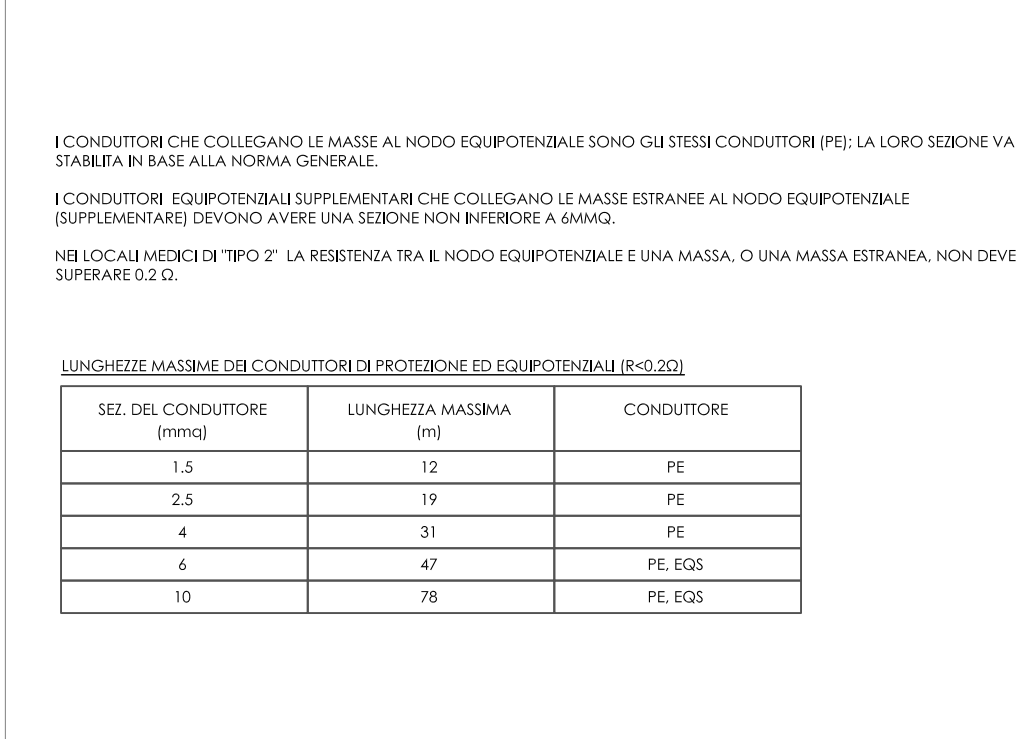 I CONDUTTORI CHE COLLEGANO LE MASSE AL NODO EQUIPOTENZIALE SONO GLI STESSI CONDUTTORI (PE); LA LORO SEZIONE VA
STABILITA IN BASE ALLA NORMA GENERALE.
I CONDUTTORI EQUIPOTENZIALI SUPPLEMENTARI CHE COLLEGANO LE MASSE ESTRANEE AL NODO EQUIPOTENZIALE
(SUPPLEMENTARE) DEVONO AVERE UNA SEZIONE NON INFERIORE A 6MMQ.
NEI LOCALI MEDICI DI "TIPO 2" LA RESISTENZA TRA IL NODO EQUIPOTENZIALE E UNA MASSA, O UNA MASSA ESTRANEA, NON DEVE
SUPERARE 0.2 Ω.
LUNGHEZZE MASSIME DEI CONDUTTORI DI PROTEZIONE ED EQUIPOTENZIALI (R<0.2Ω)
SEZ. DEL CONDUTTORE LUNGHEZZA MASSIMA CONDUTTORE
(mmq) (m)
1.5 12 PE
2.5 19 PE
4 31 PE
6 47 PE, EQS
10 78 PE, EQS